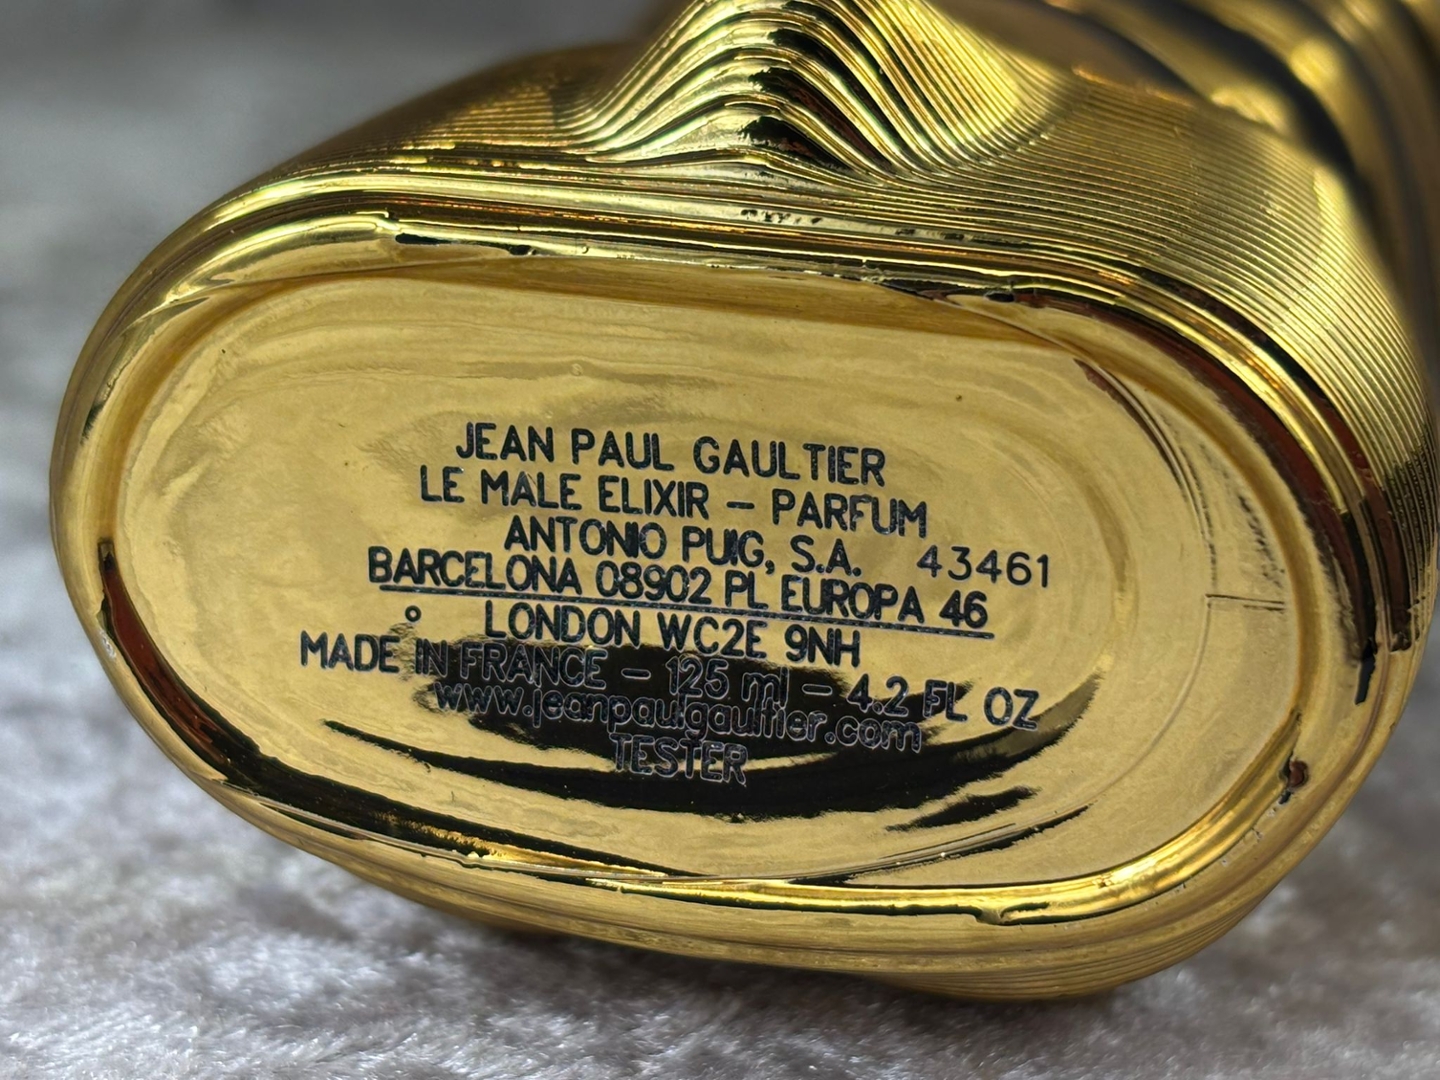 JEAN PAUL GAULTIER
LE MALE ELIXIR – PARFUM
ANTONIO PUIG, S.A. 43461
BARCELONA 08902 PL EUROPA 46
° LONDON WC2E 9NH
MADE IN FRANCE – 125 ml – 4.2 FL OZ
www.jeanpaulgaultier.com
TESTER